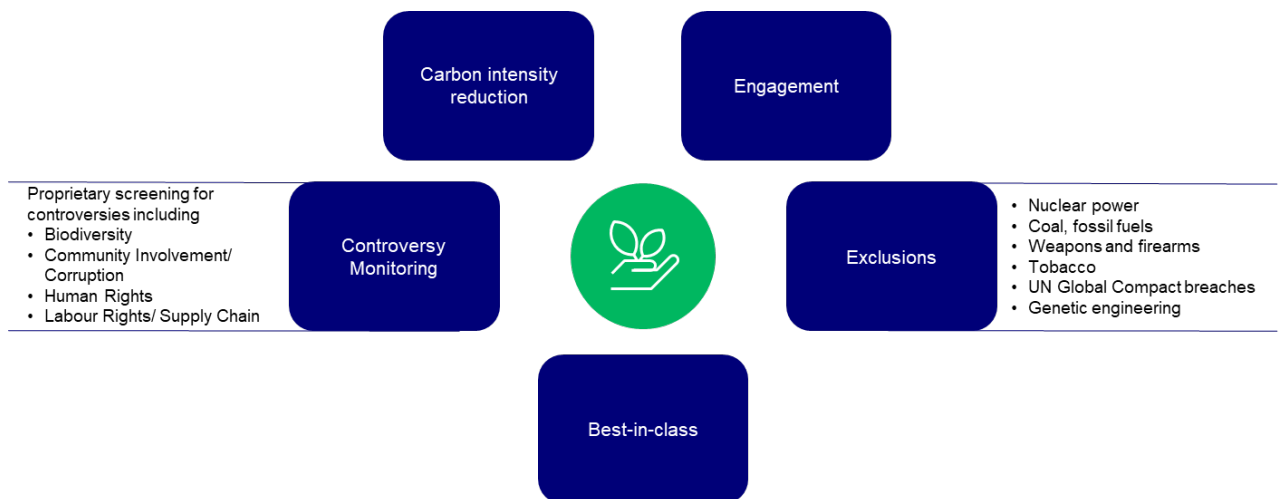 Carbon intensity
reduction
Engagement
Proprietary screening for
controversies including
• Biodiversity
• Community Involvement/
Corruption
• Human Rights
• Labour Rights/ Supply Chain
Controversy
Monitoring
Exclusions
• Nuclear power
• Coal, fossil fuels
• Weapons and firearms
• Tobacco
• UN Global Compact breaches
• Genetic engineering
Best-in-class